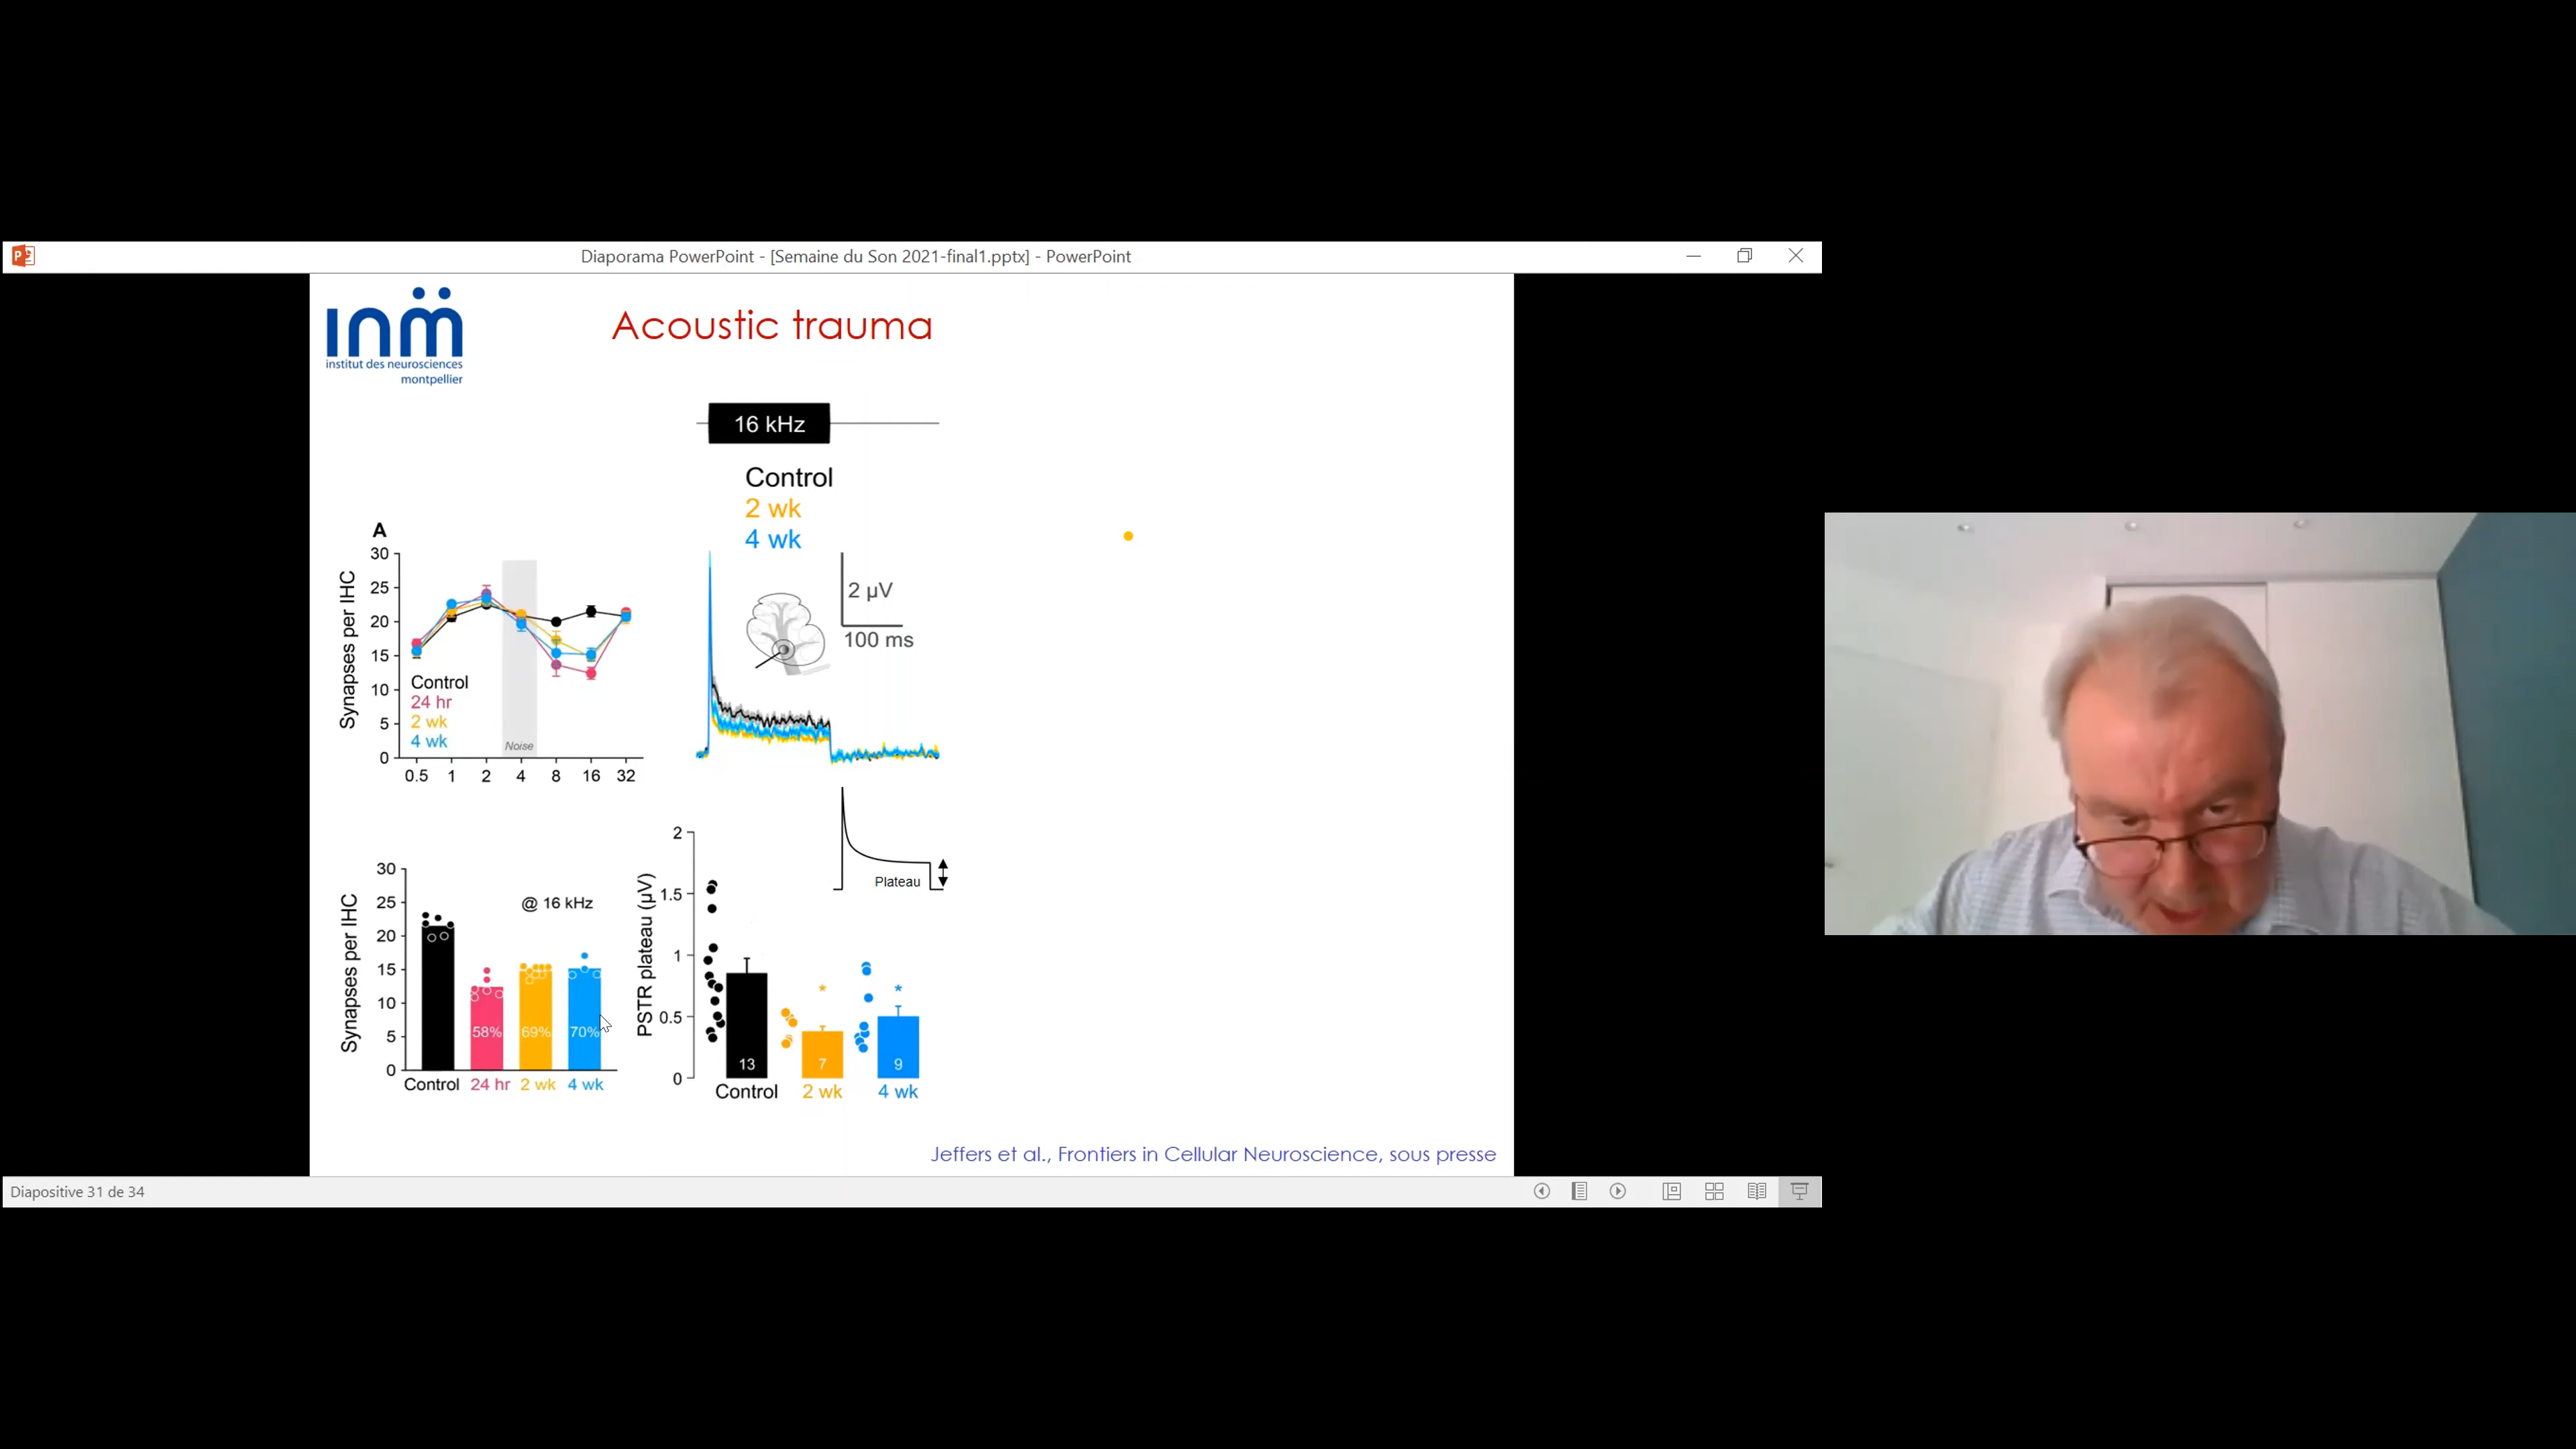 Diaporama PowerPoint - [Semaine du Son 2021-final1.pptx] - PowerPoint
ınm̈
institut des neurosciences
montpellier
Acoustic trauma
16 kHz
Control
2 wk
4 wk
2 µV
100 ms
A
Synapses per IHC
30
25
20
15
10
5
0
Control
24 hr
2 wk
4 wk
Noise
0.5 1 2 4 8 16 32
Synapses per IHC
30
25
20
15
10
5
0
@ 16 kHz
58% 69% 70%
Control 24 hr 2 wk 4 wk
PSTR plateau (µV)
2
1.5
1
0.5
0
Plateau
* *
13 7 9
Control 2 wk 4 wk
Jeffers et al., Frontiers in Cellular Neuroscience, sous presse
Diapositive 31 de 34